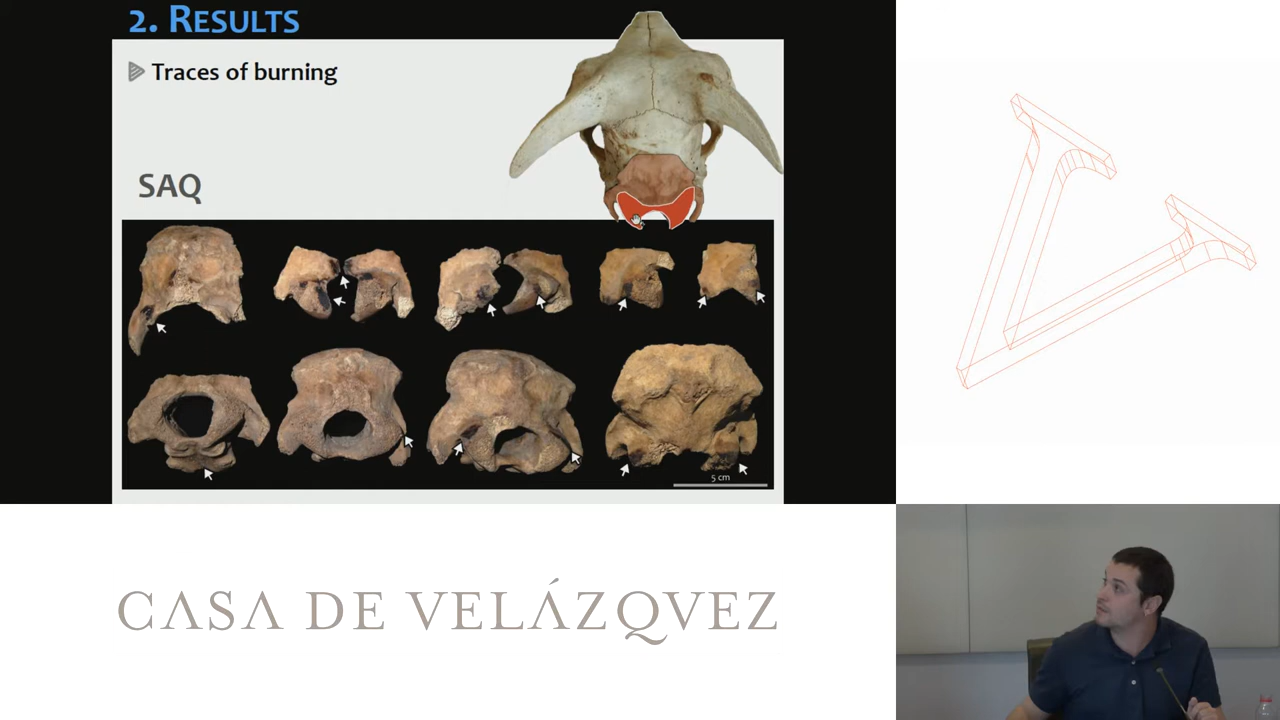 2. RESULTS
Traces of burning
SAQ
5 cm
CASA DE VELÁZQVEZ